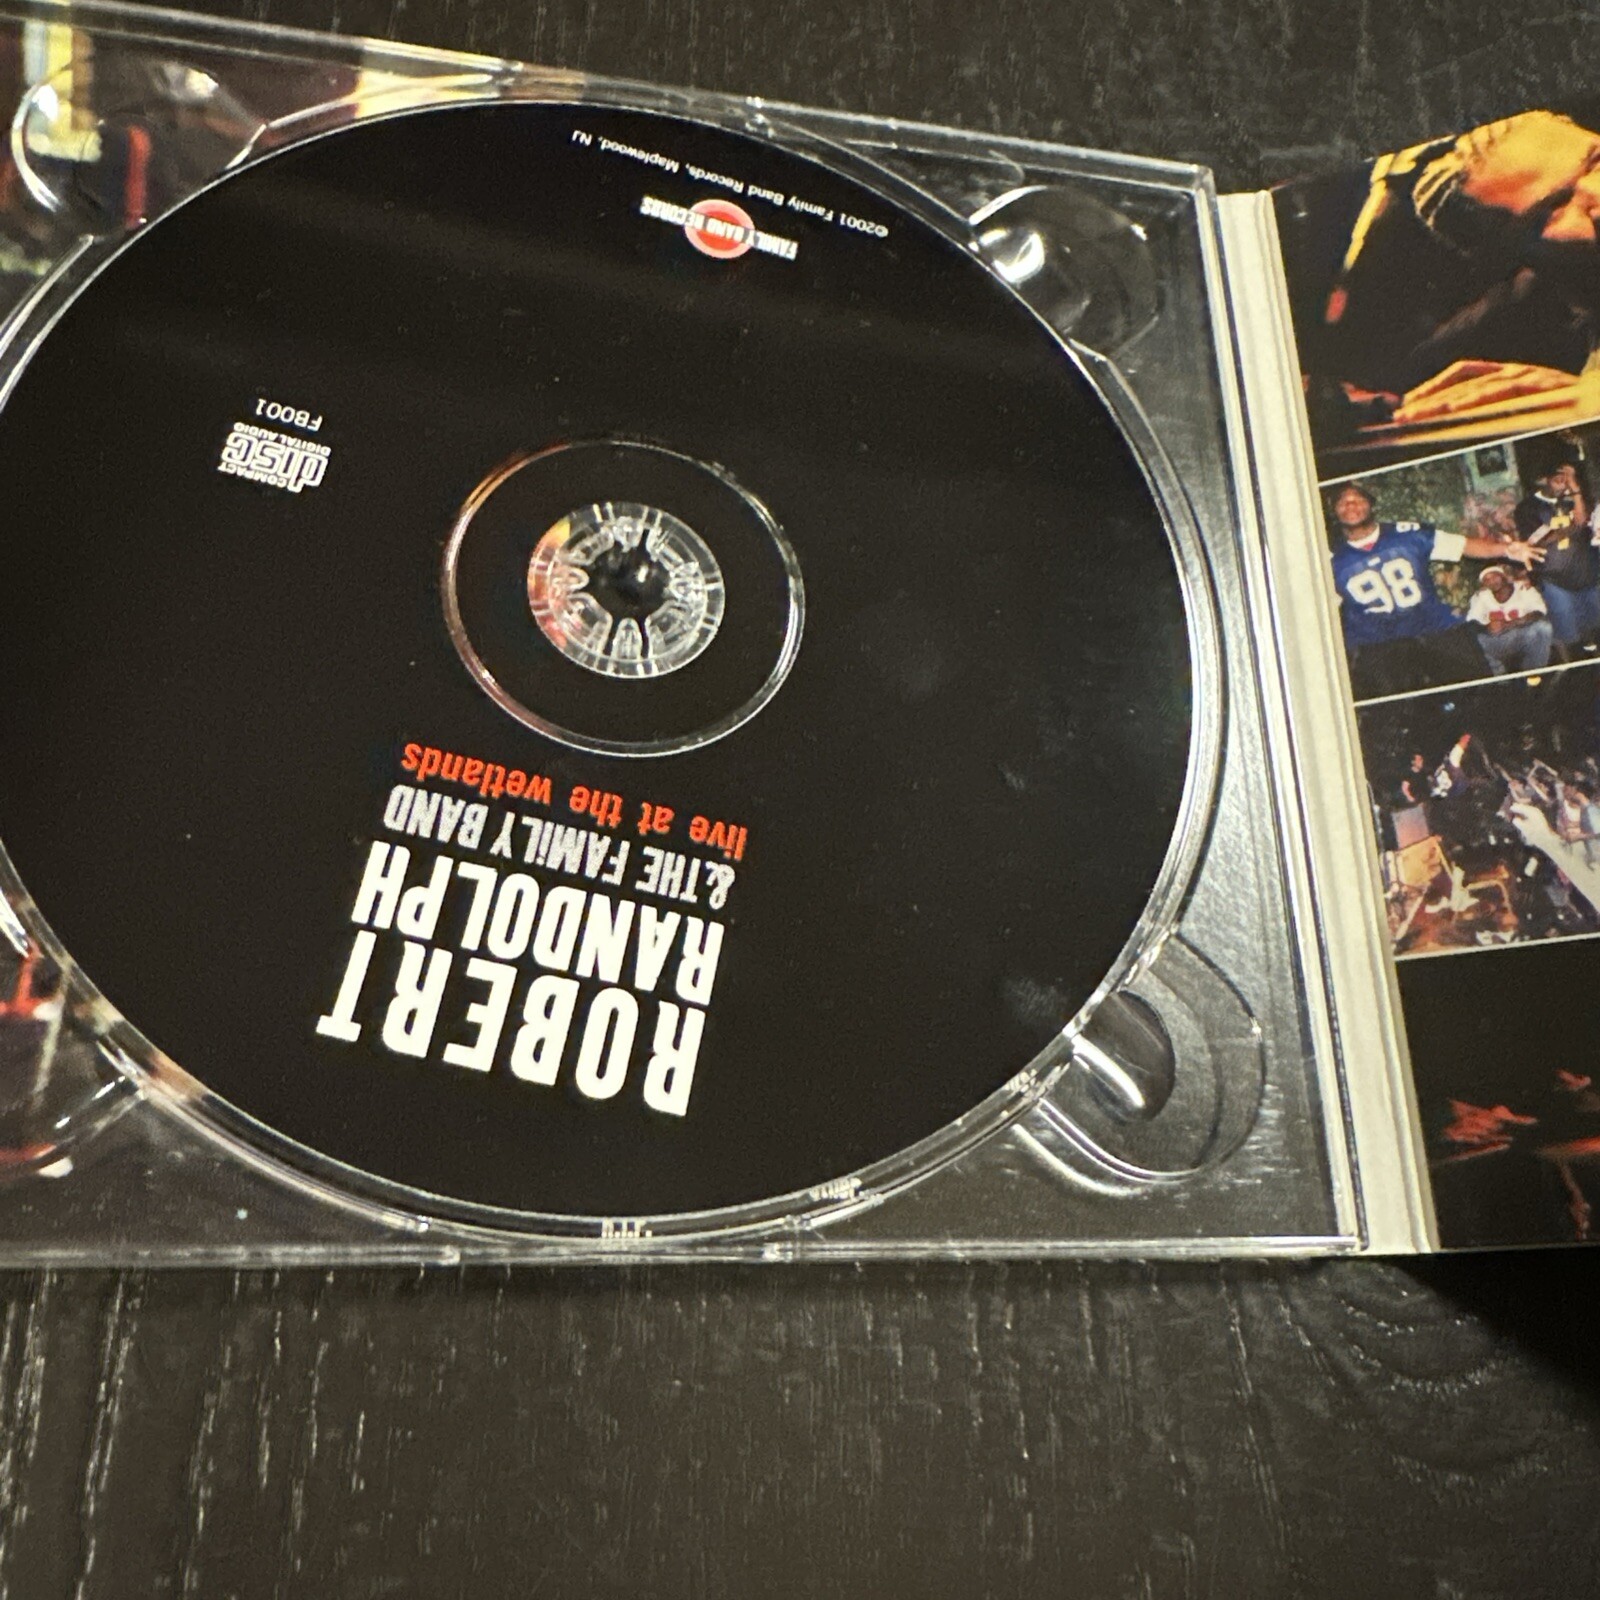 ROBERT
RANDOLPH
& THE FAMILY BAND
live at the wetlands
COMPACT
disc
DIGITAL AUDIO
FB001
FAMILY BAND RECORDS
©2001 Family Band Records, Maplewood, NJ
98
98